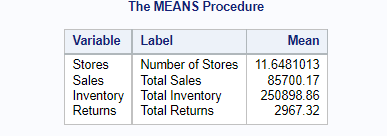 The MEANS Procedure
Variable Label Mean
Stores Number of Stores 11.6481013
Sales Total Sales 85700.17
Inventory Total Inventory 250898.86
Returns Total Returns 2967.32